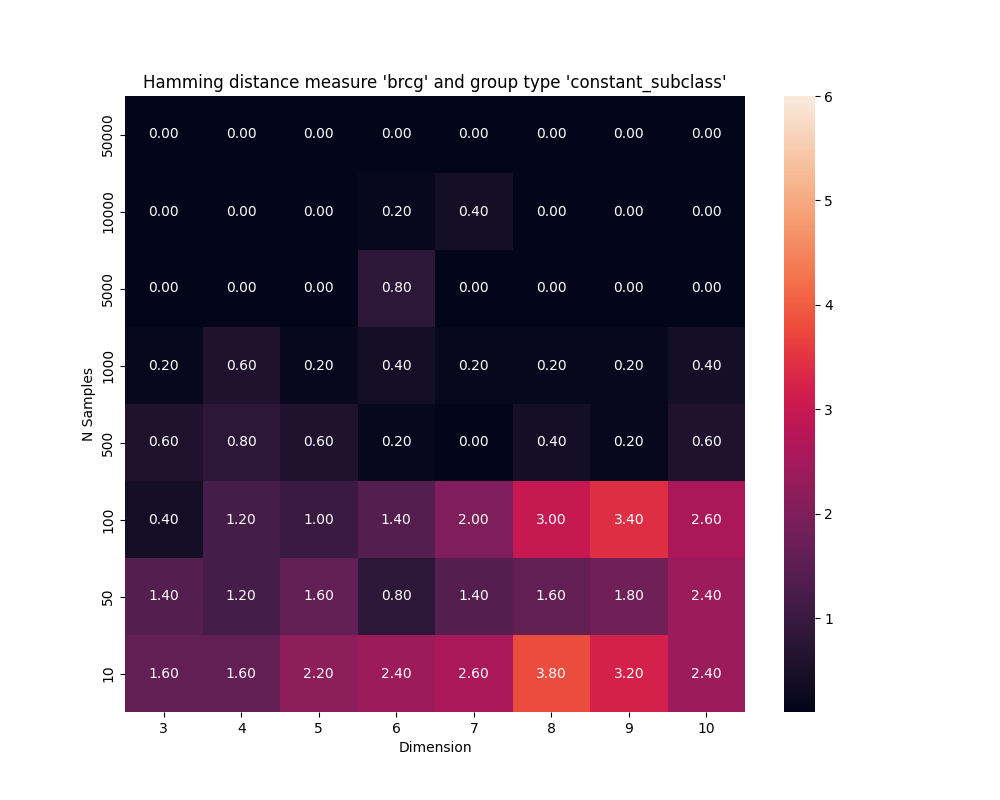 Hamming distance measure 'brcg' and group type 'constant_subclass'
50000 0.00 0.00 0.00 0.00 0.00 0.00 0.00 0.00
10000 0.00 0.00 0.00 0.20 0.40 0.00 0.00 0.00
5000 0.00 0.00 0.00 0.80 0.00 0.00 0.00 0.00
1000 0.20 0.60 0.20 0.40 0.20 0.20 0.20 0.40
500 0.60 0.80 0.60 0.20 0.00 0.40 0.20 0.60
100 0.40 1.20 1.00 1.40 2.00 3.00 3.40 2.60
50 1.40 1.20 1.60 0.80 1.40 1.60 1.80 2.40
10 1.60 1.60 2.20 2.40 2.60 3.80 3.20 2.40
N Samples
3 4 5 6 7 8 9 10
Dimension
6
5
4
3
2
1